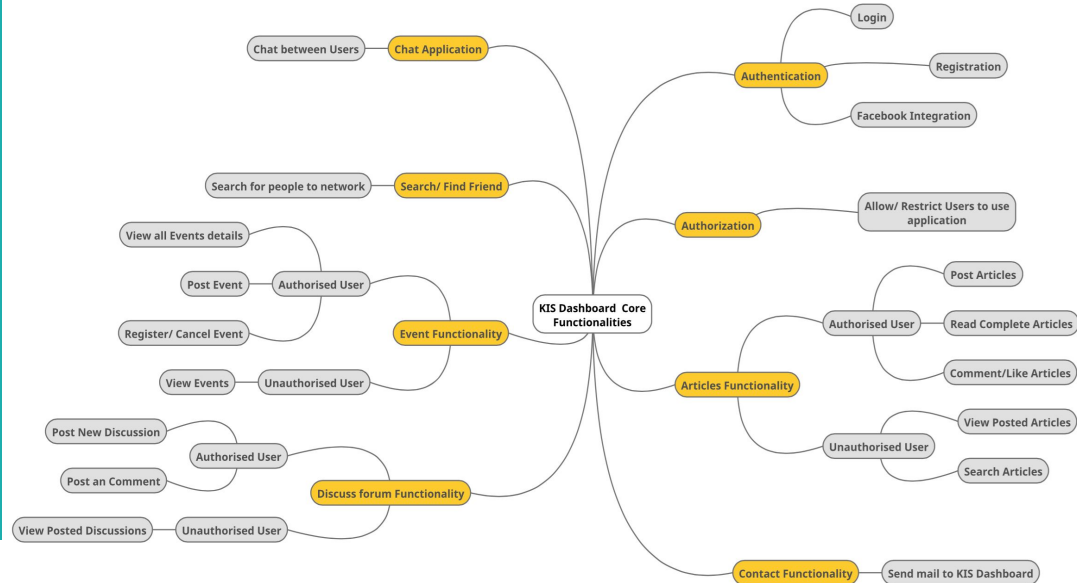 KIS Dashboard  Core
Functionalities
Chat Application
Chat between Users
Search/ Find Friend
Search for people to network
Event Functionality
Authorised User
View all Events details
Post Event
Register/ Cancel Event
Unauthorised User
View Events
Discuss forum Functionality
Authorised User
Post New Discussion
Post an Comment
Unauthorised User
View Posted Discussions
Authentication
Login
Registration
Facebook Integration
Authorization
Allow/ Restrict Users to use
application
Articles Functionality
Authorised User
Post Articles
Read Complete Articles
Comment/Like Articles
Unauthorised User
View Posted Articles
Search Articles
Contact Functionality
Send mail to KIS Dashboard